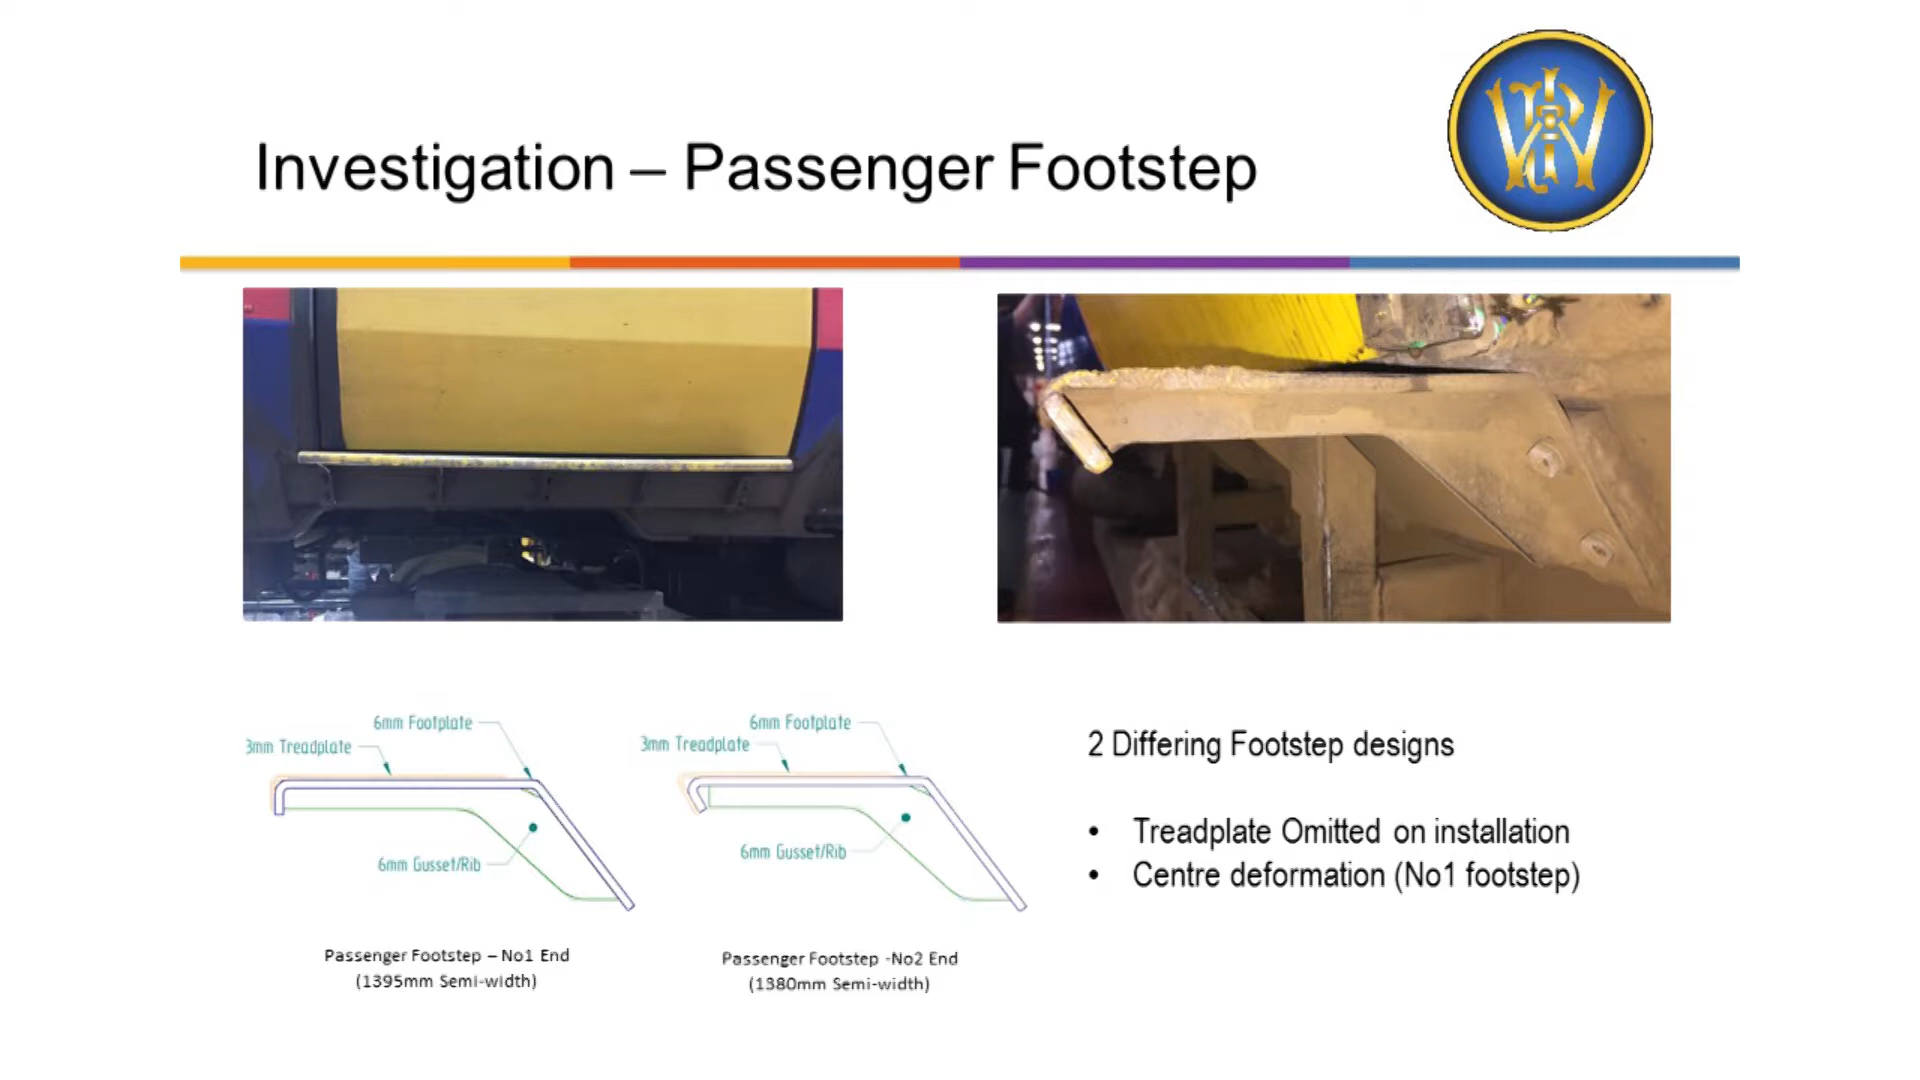 Investigation – Passenger Footstep
6mm Footplate
3mm Treadplate
6mm Gusset/Rib
Passenger Footstep – No1 End
(1395mm Semi-width)
6mm Footplate
3mm Treadplate
6mm Gusset/Rib
Passenger Footstep -No2 End
(1380mm Semi-width)
2 Differing Footstep designs
• Treadplate Omitted on installation
• Centre deformation (No1 footstep)